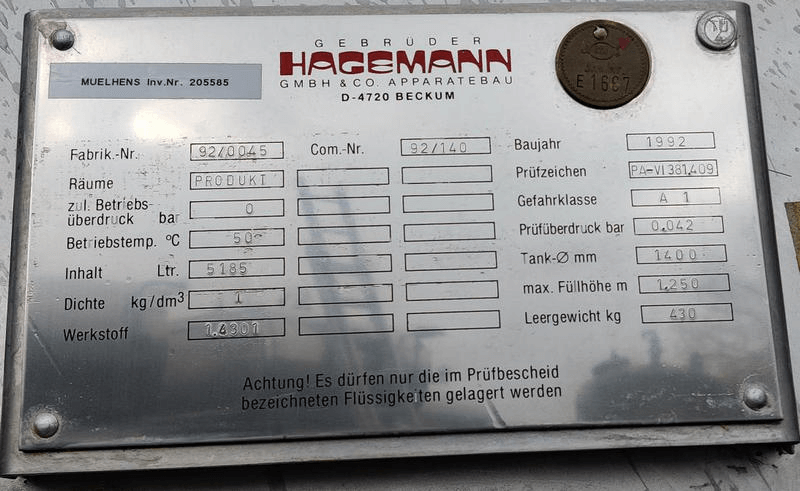 GEBRÜDER
HAGEMANN
GMBH & CO. APPARATEBAU
D-4720 BECKUM
MUELHENS Inv.Nr. 205585
E 1667
Fabrik.-Nr. 92/0045 Com.-Nr. 92/140 Baujahr 1992
Räume PRODUKT Prüfzeichen PA-VI 381.409
zul. Betriebs-
überdruck bar 0 Gefahrklasse A 1
Betriebstemp. °C 50° Prüfüberdruck bar 0.042
Inhalt Ltr. 5185 Tank-Ø mm 1400
Dichte kg/dm³ 1 max. Füllhöhe m 1,250
Werkstoff 1.4301 Leergewicht kg 430
Achtung! Es dürfen nur die im Prüfbescheid
bezeichneten Flüssigkeiten gelagert werden